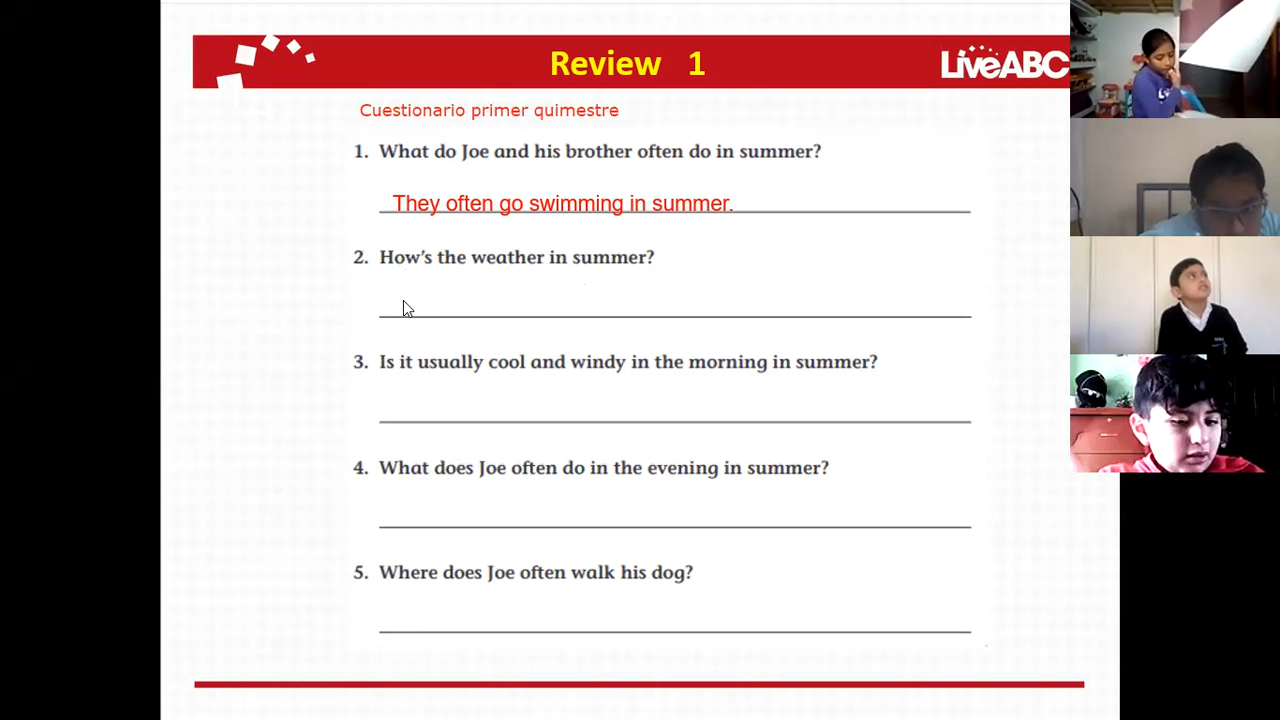 Review 1
LiveABC
Cuestionario primer quimestre
1. What do Joe and his brother often do in summer?
They often go swimming in summer.
2. How's the weather in summer?
3. Is it usually cool and windy in the morning in summer?
4. What does Joe often do in the evening in summer?
5. Where does Joe often walk his dog?